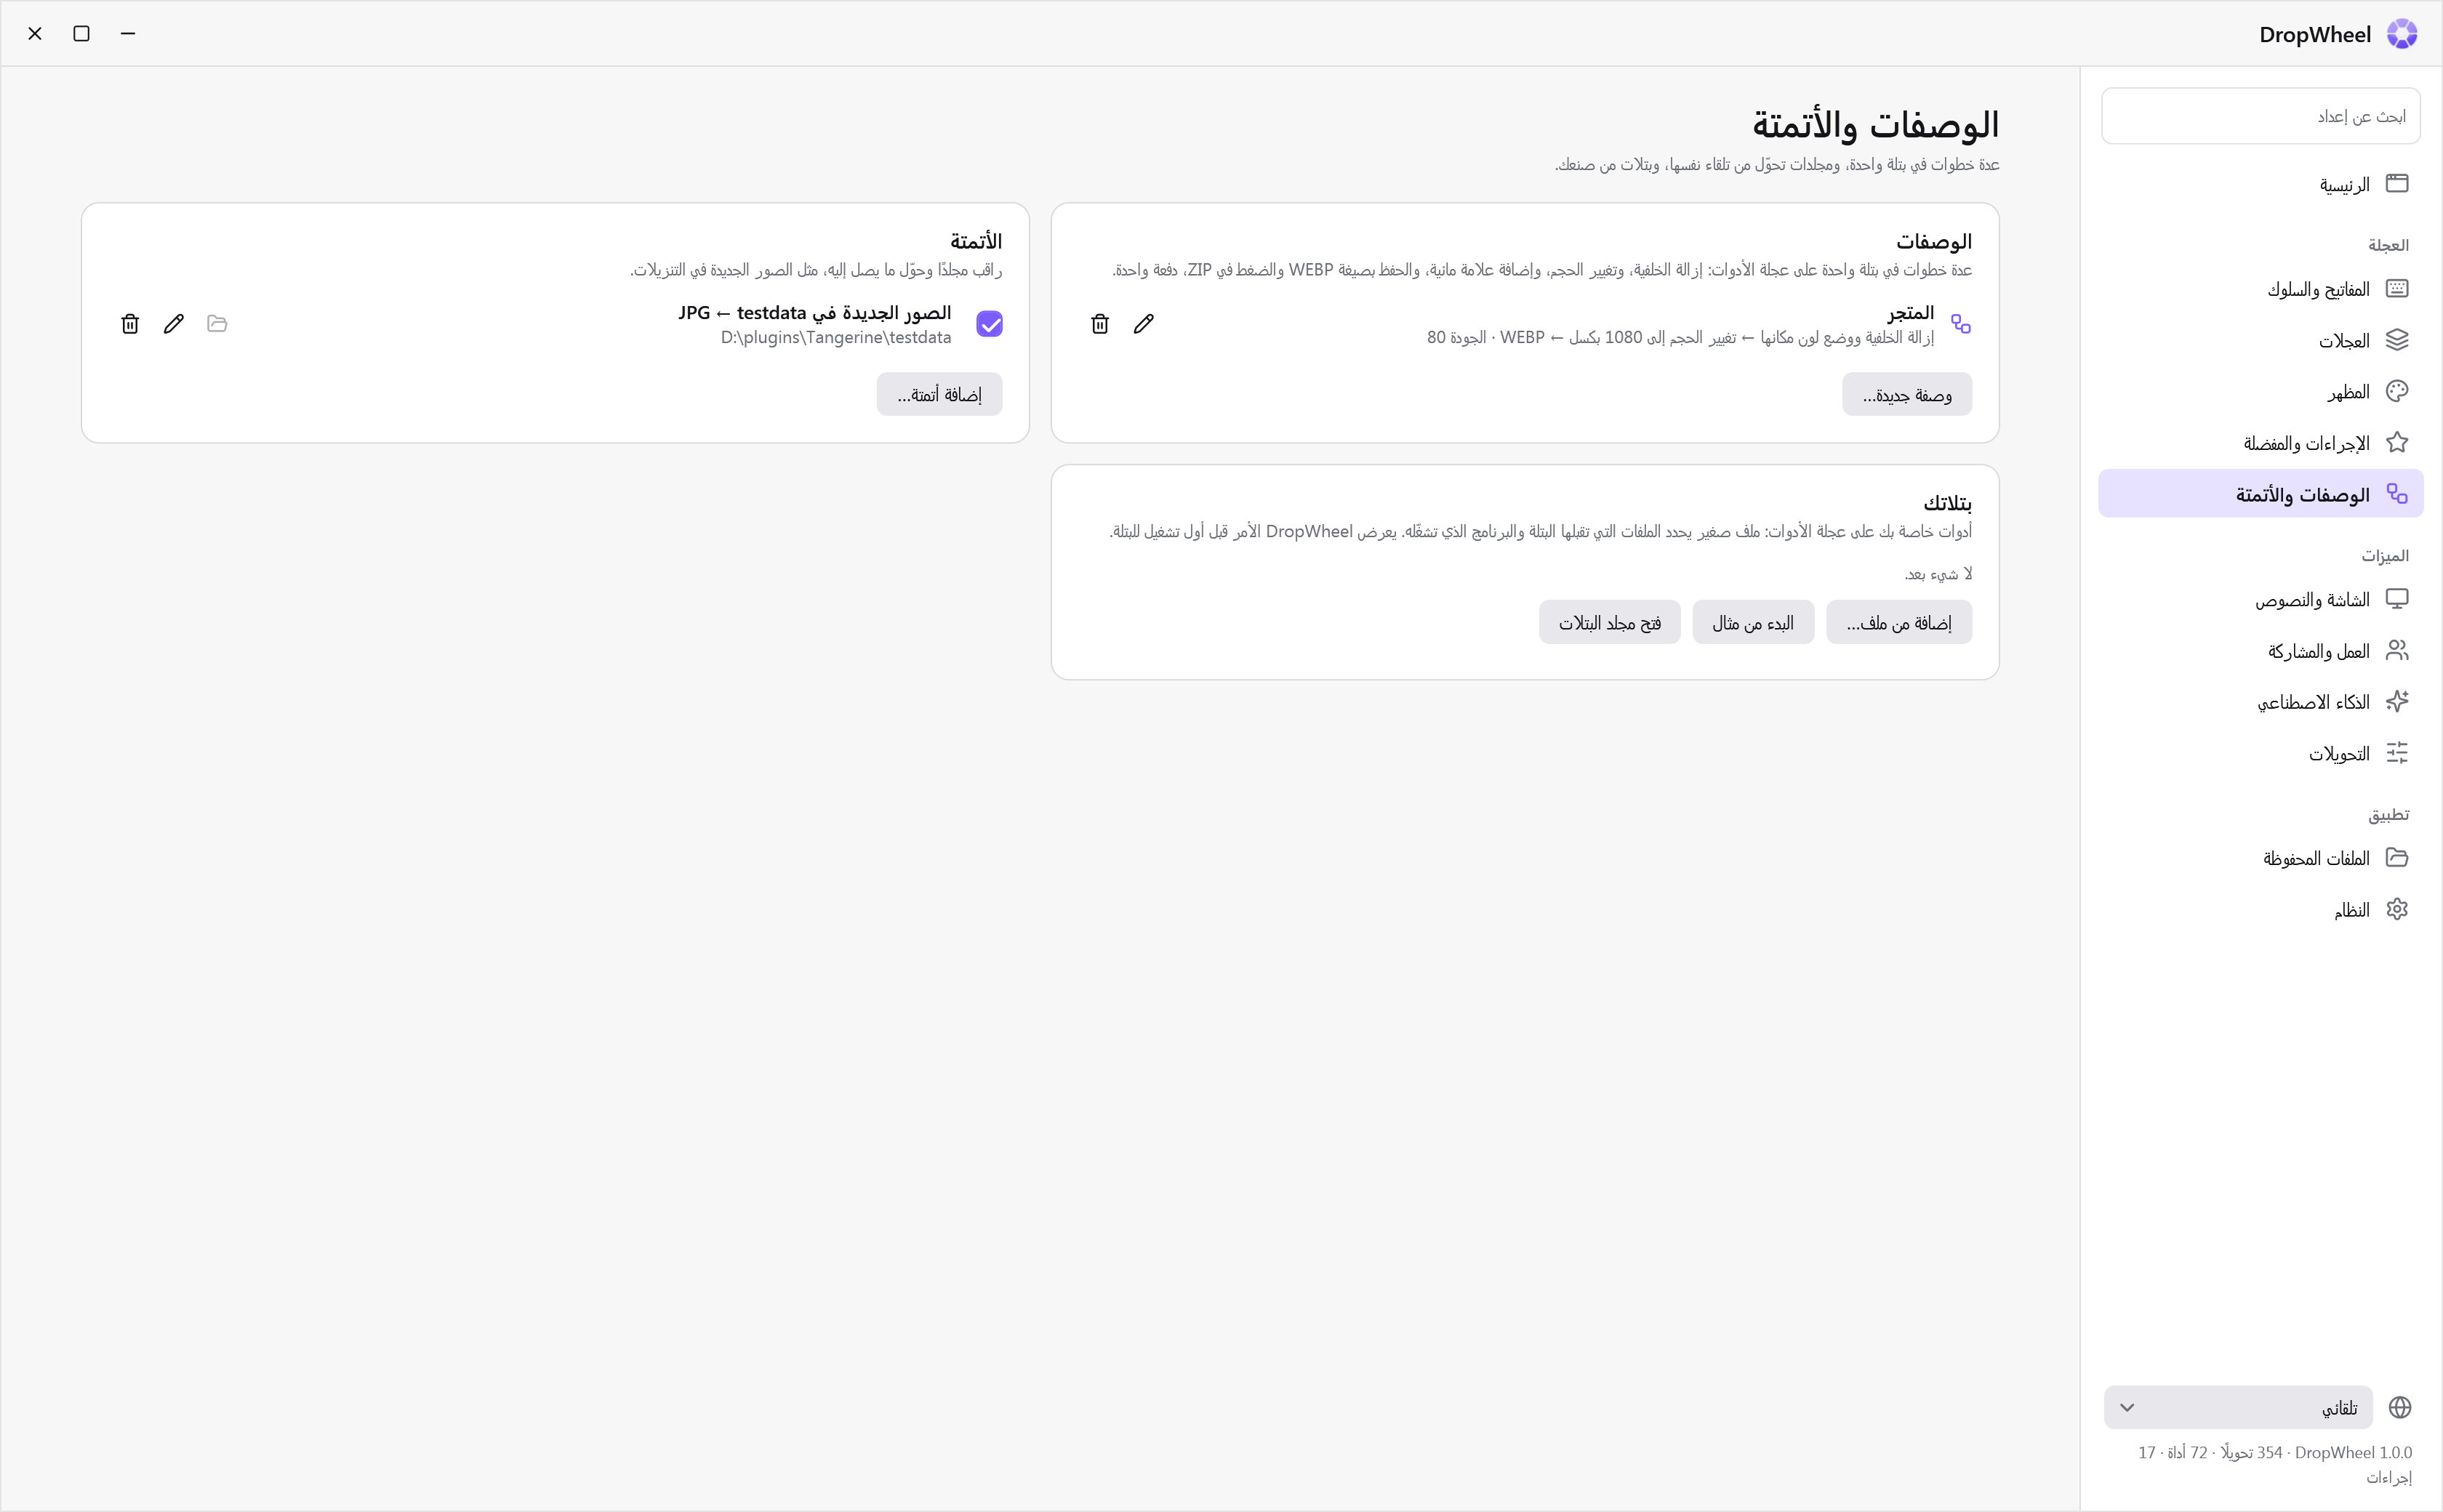 DropWheel
ابحث عن إعداد
الرئيسية
العجلة
المفاتيح والسلوك
العجلات
المظهر
الإجراءات والمفضلة
الوصفات والأتمتة
الميزات
الشاشة والنصوص
العمل والمشاركة
الذكاء الاصطناعي
التحويلات
تطبيق
الملفات المحفوظة
النظام
تلقائي
DropWheel 1.0.0 · 354 تحويلًا · 72 أداة · 17
إجراءات
الوصفات والأتمتة
عدة خطوات في بتلة واحدة، ومجلدات تحوّل من تلقاء نفسها، وبتلات من صنعك.
الوصفات
عدة خطوات في بتلة واحدة على عجلة الأدوات: إزالة الخلفية، وتغيير الحجم، وإضافة علامة مائية، والحفظ بصيغة WEBP والضغط في ZIP، دفعة واحدة.
المتجر
إزالة الخلفية ووضع لون مكانها ← تغيير الحجم إلى 1080 بكسل ← WEBP · الجودة 80
وصفة جديدة...
الأتمتة
راقب مجلدًا وحوّل ما يصل إليه، مثل الصور الجديدة في التنزيلات.
الصور الجديدة في testdata ← JPG
D:\plugins\Tangerine\testdata
إضافة أتمتة...
بتلاتك
أدوات خاصة بك على عجلة الأدوات: ملف صغير يحدد الملفات التي تقبلها البتلة والبرنامج الذي تشغّله. يعرض DropWheel الأمر قبل أول تشغيل للبتلة.
لا شيء بعد.
إضافة من ملف...
البدء من مثال
فتح مجلد البتلات